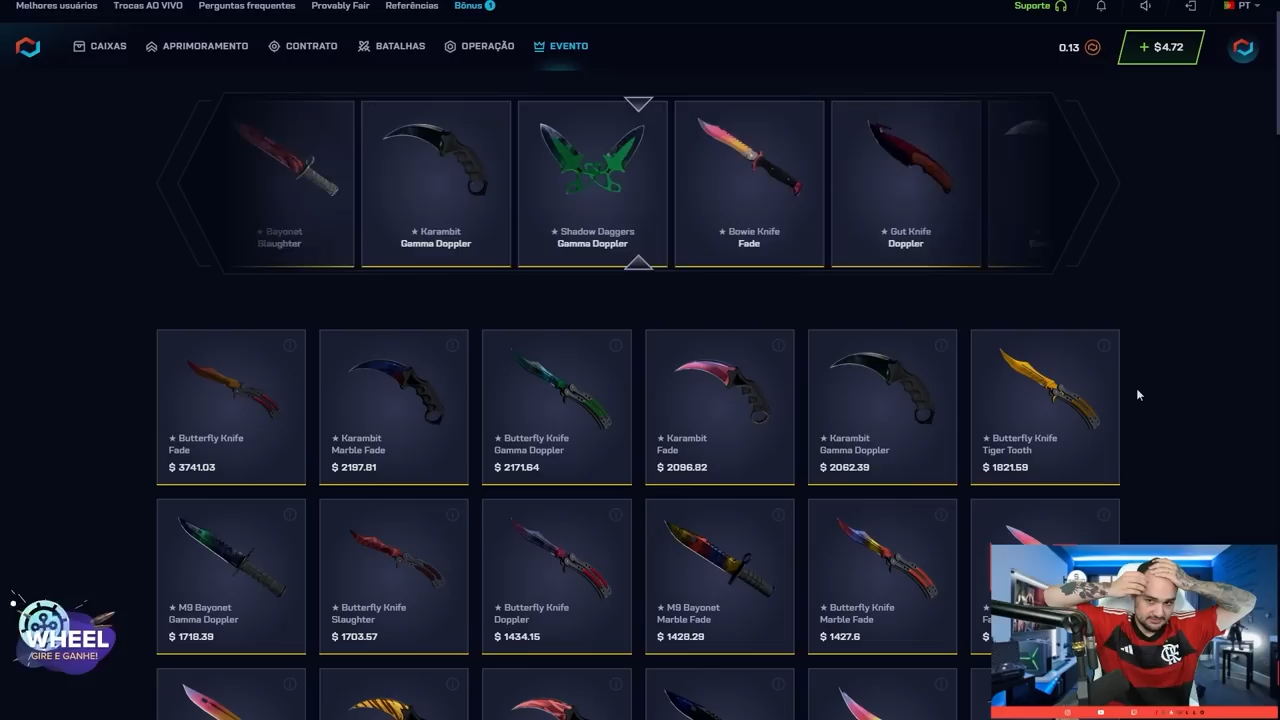 Melhores usuários Trocas AO VIVO Perguntas frequentes Provably Fair Referências Bônus 1 Suporte PT
CAIXAS APRIMORAMENTO CONTRATO BATALHAS OPERAÇÃO EVENTO 0.13 + $4.72
★ Bayonet
Slaughter
★ Karambit
Gamma Doppler
★ Shadow Daggers
Gamma Doppler
★ Bowie Knife
Fade
★ Gut Knife
Doppler
★ Butterfly Knife
Fade
$ 3741.03
★ Karambit
Marble Fade
$ 2197.81
★ Butterfly Knife
Gamma Doppler
$ 2171.64
★ Karambit
Fade
$ 2096.82
★ Karambit
Gamma Doppler
$ 2062.39
★ Butterfly Knife
Tiger Tooth
$ 1821.59
★ M9 Bayonet
Gamma Doppler
$ 1718.39
★ Butterfly Knife
Slaughter
$ 1703.57
★ Butterfly Knife
Doppler
$ 1434.15
★ M9 Bayonet
Marble Fade
$ 1428.29
★ Butterfly Knife
Marble Fade
$ 1427.6
WHEEL
GIRE E GANHE!